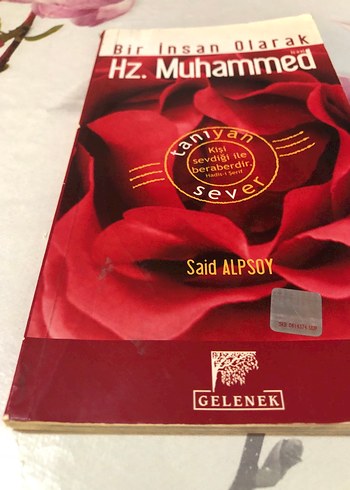 Bir İnsan Olarak
Hz. Muhammed
tanıyan
Kişi
sevdiği ile
beraberdir.
Hadis-i Şerif
sever
Said ALPSOY
GELENEK